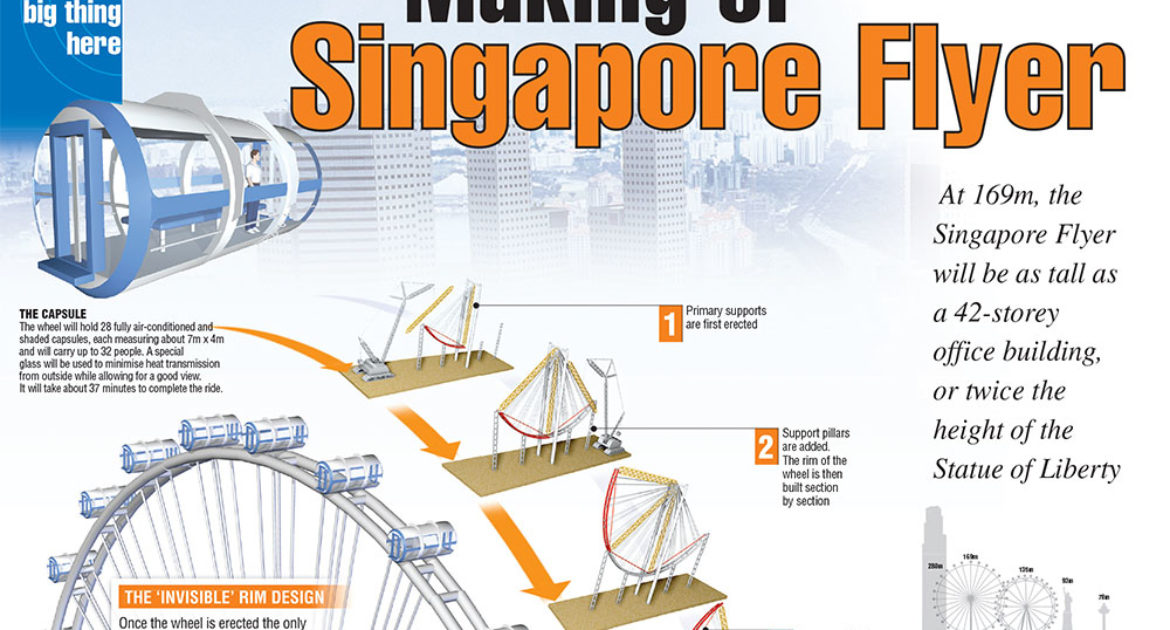 big thing
here
Making of
Singapore Flyer
At 169m, the
Singapore Flyer
will be as tall as
a 42-storey
office building,
or twice the
height of the
Statue of Liberty
THE CAPSULE
The wheel will hold 28 fully air-conditioned and
shaded capsules, each measuring about 7m x 4m
and will carry up to 32 people. A special
glass will be used to minimise heat transmission
from outside while allowing for a good view.
It will take about 37 minutes to complete the ride.
1
Primary supports
are first erected
2
Support pillars
are added.
The rim of the
wheel is then
built section
by section
THE ‘INVISIBLE’ RIM DESIGN
Once the wheel is erected the only
280m
169m
135m
93m